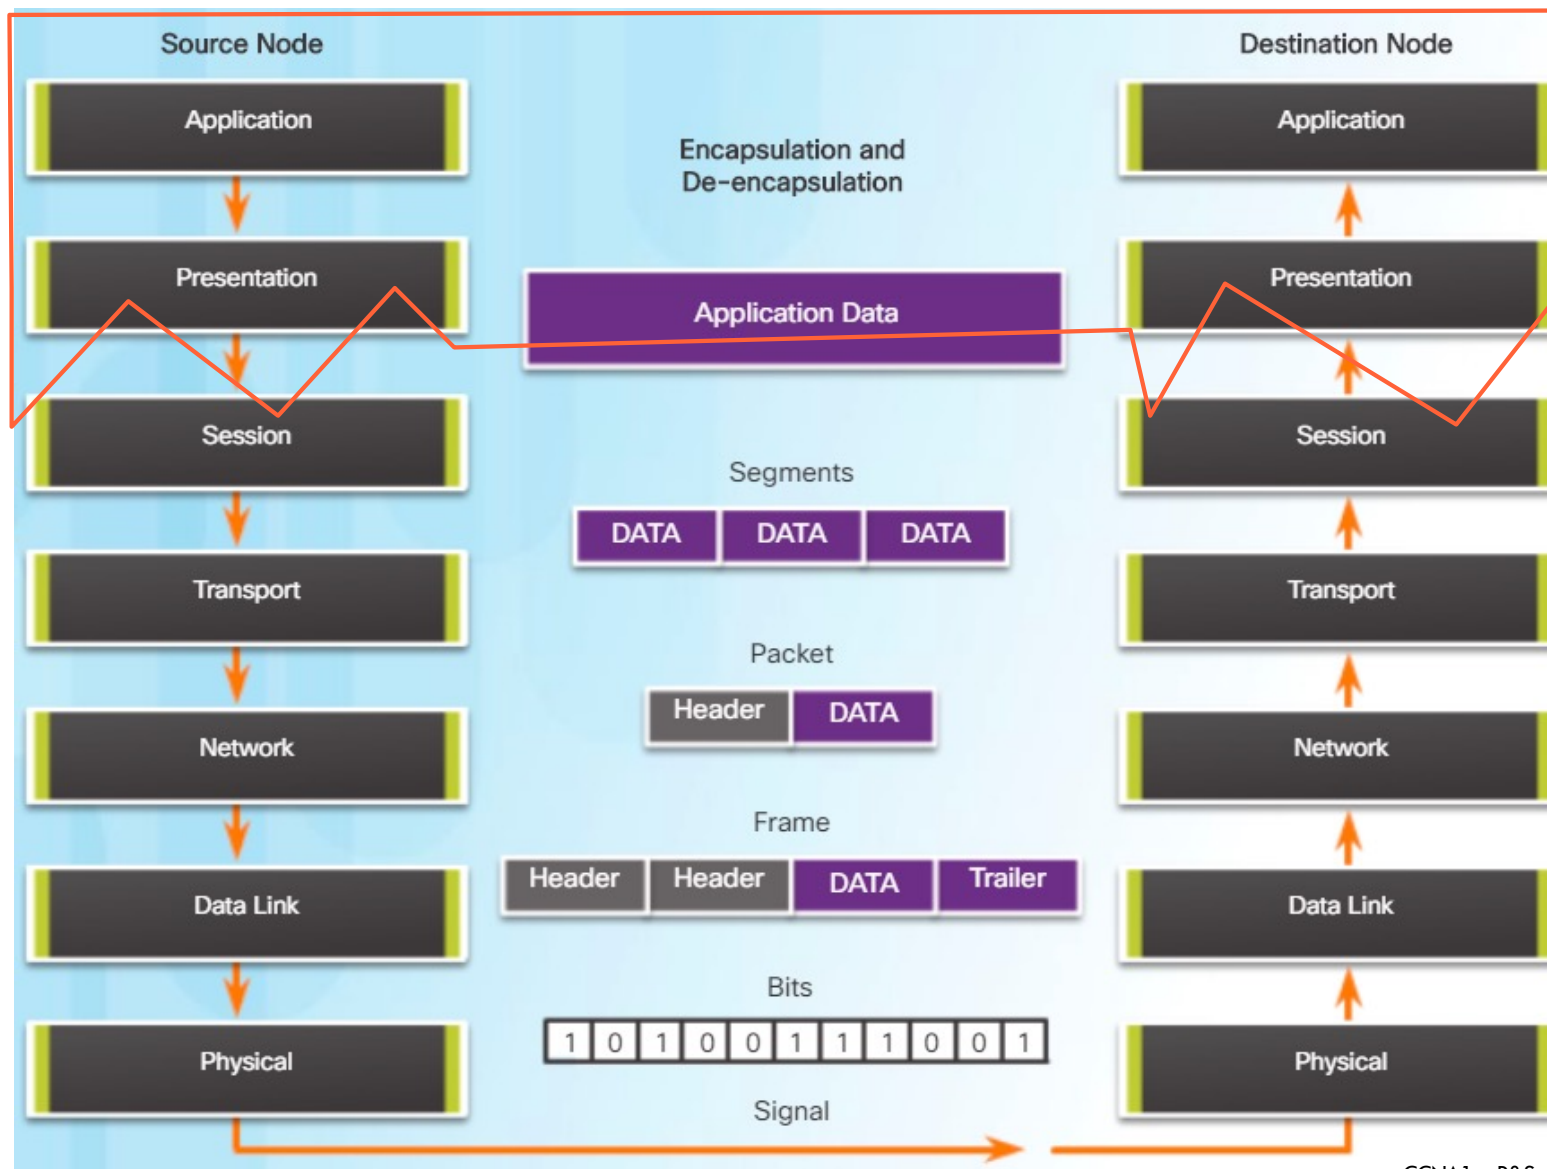 Source Node
Destination Node
Application
Application
Encapsulation and
De-encapsulation
Presentation
Presentation
Application Data
Session
Session
Segments
DATA DATA DATA
Transport
Transport
Packet
Header DATA
Network
Network
Frame
Header Header DATA Trailer
Data Link
Data Link
Bits
1 0 1 0 0 1 1 1 0 0 1
Physical
Physical
Signal